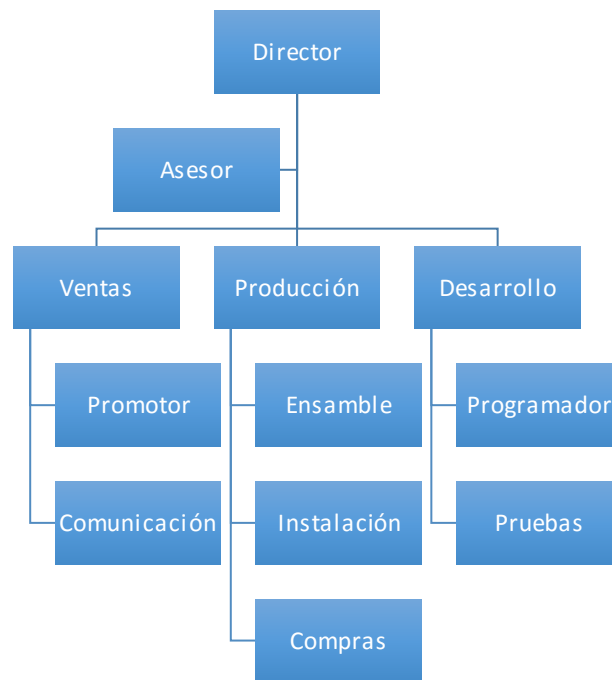 Director
Asesor
Ventas
Producción
Desarrollo
Promotor
Ensamble
Programador
Comunicación
Instalación
Pruebas
Compras